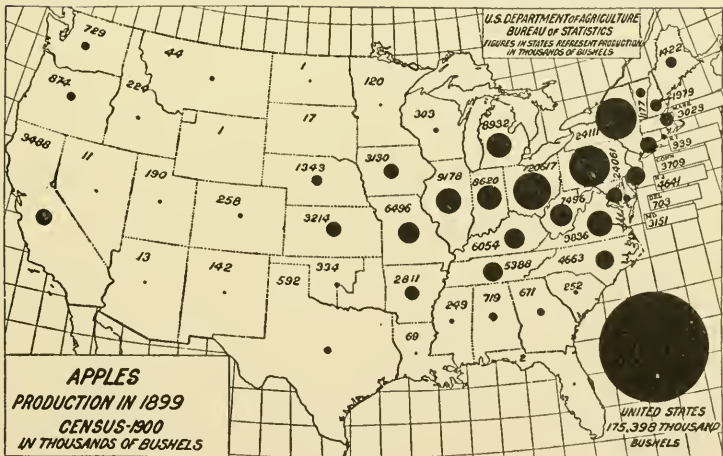 U.S. DEPARTMENT OF AGRICULTURE
BUREAU OF STATISTICS
FIGURES IN STATES REPRESENT PRODUCTION
IN THOUSANDS OF BUSHELS
729
44
1
120
1422
874
224
1
17
303
8932
24111
1177
1979
MASS
3023
R.I.
939
CONN
3709
N.J.
4641
DEL
703
MD
3151
3488
11
190
258
1343
3130
9178
8620
20617
24061
3214
6496
6054
7496
9836
13
142
592
334
2811
5388
4663
249
719
671
252
69
2
APPLES
PRODUCTION IN 1899
CENSUS-1900
IN THOUSANDS OF BUSHELS
UNITED STATES
175,398 THOUSAND
BUSHELS